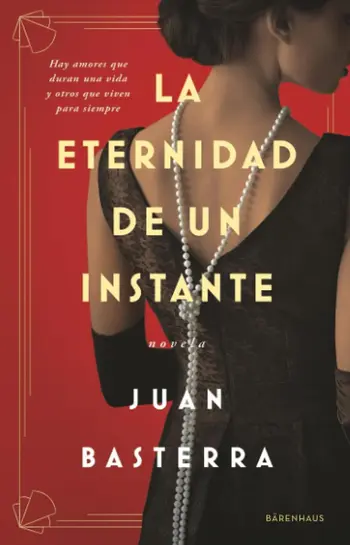 Hay amores que
duran una vida
y otros que viven
para siempre
LA
ETERNIDAD
DE UN
INSTANTE
novela
JUAN
BASTERRA
BÄRENHAUS